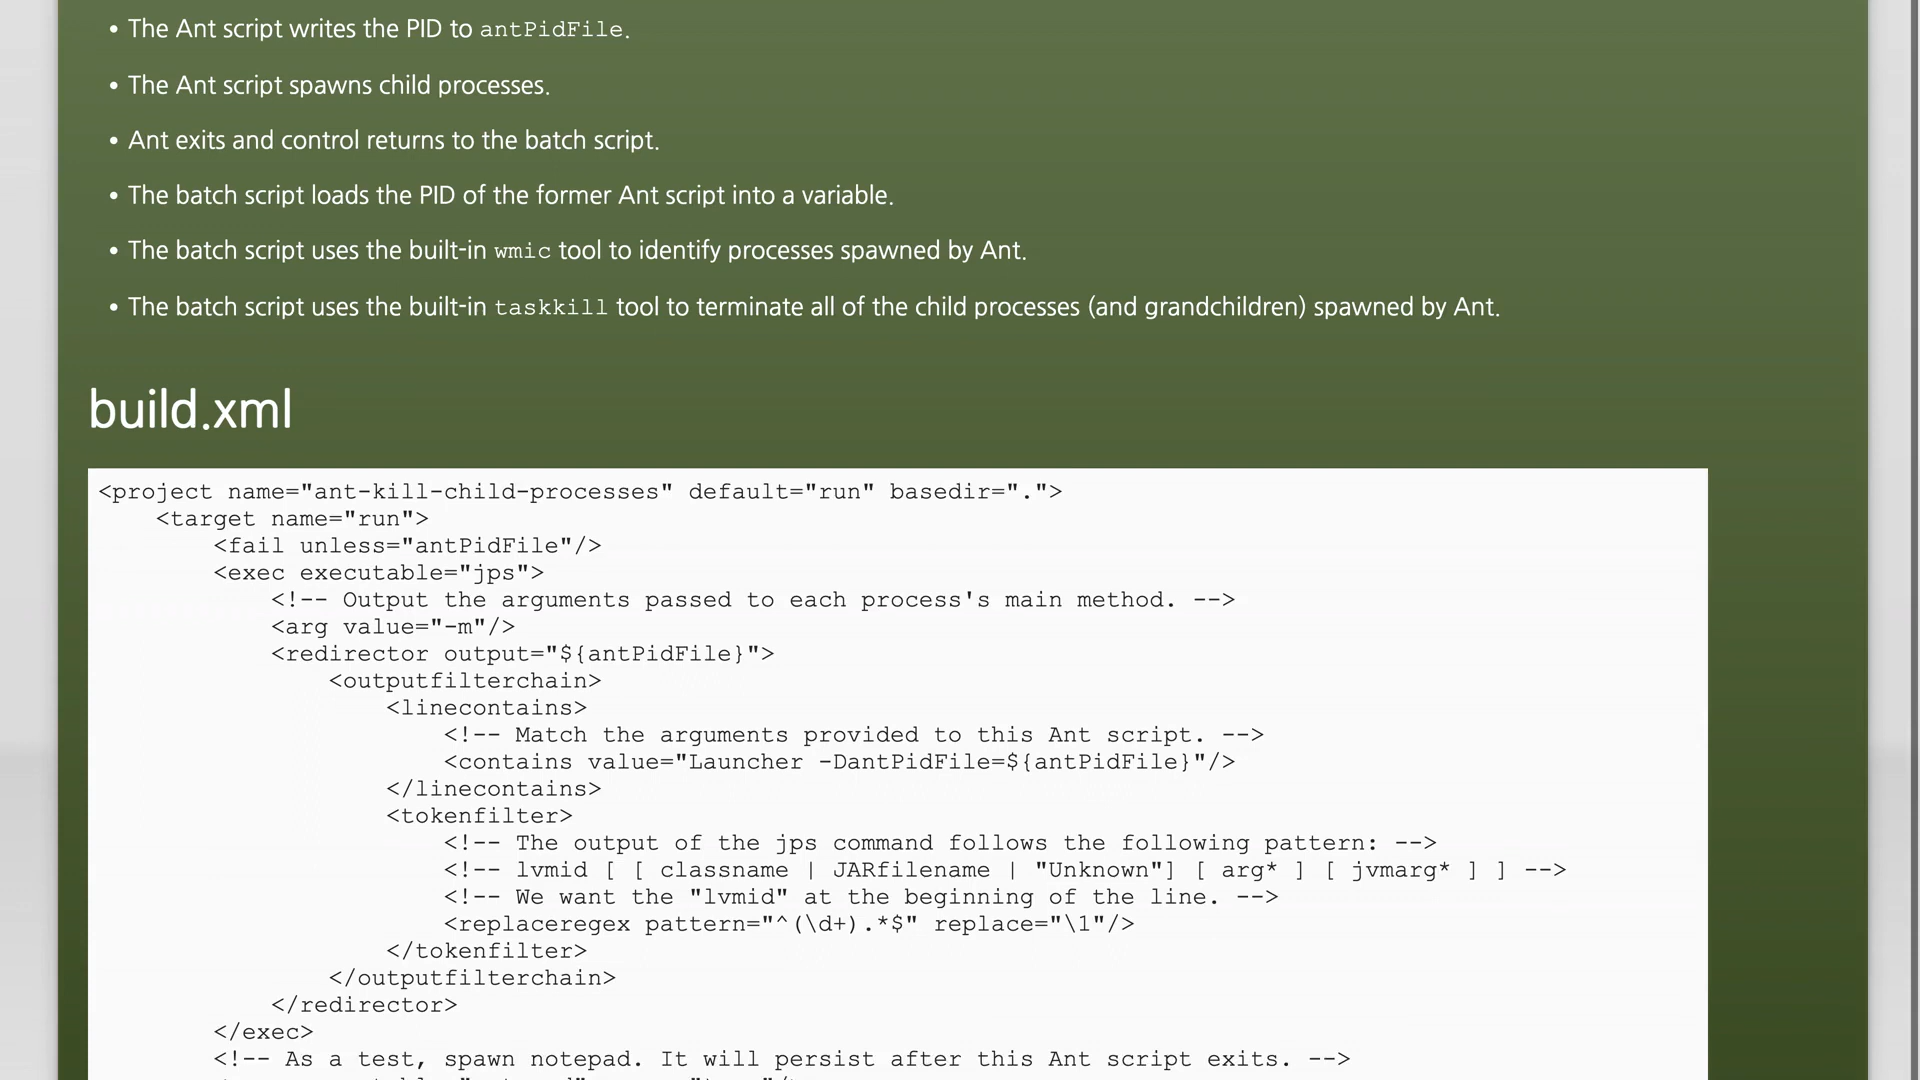 • The Ant script writes the PID to antPidFile.
• The Ant script spawns child processes.
• Ant exits and control returns to the batch script.
• The batch script loads the PID of the former Ant script into a variable.
• The batch script uses the built-in wmic tool to identify processes spawned by Ant.
• The batch script uses the built-in taskkill tool to terminate all of the child processes (and grandchildren) spawned by Ant.
build.xml
<project name="ant-kill-child-processes" default="run" basedir=".">
<target name="run">
<fail unless="antPidFile"/>
<exec executable="jps">
<!-- Output the arguments passed to each process's main method. -->
<arg value="-m"/>
<redirector output="${antPidFile}">
<outputfilterchain>
<linecontains>
<!-- Match the arguments provided to this Ant script. -->
<contains value="Launcher -DantPidFile=${antPidFile}"/>
</linecontains>
<tokenfilter>
<!-- The output of the jps command follows the following pattern: -->
<!-- lvmid [ [ classname | JARfilename | "Unknown"] [ arg* ] [ jvmarg* ] ] -->
<!-- We want the "lvmid" at the beginning of the line. -->
<replaceregex pattern="^(\d+).*$" replace="\1"/>
</tokenfilter>
</outputfilterchain>
</redirector>
</exec>
<!-- As a test, spawn notepad. It will persist after this Ant script exits. -->